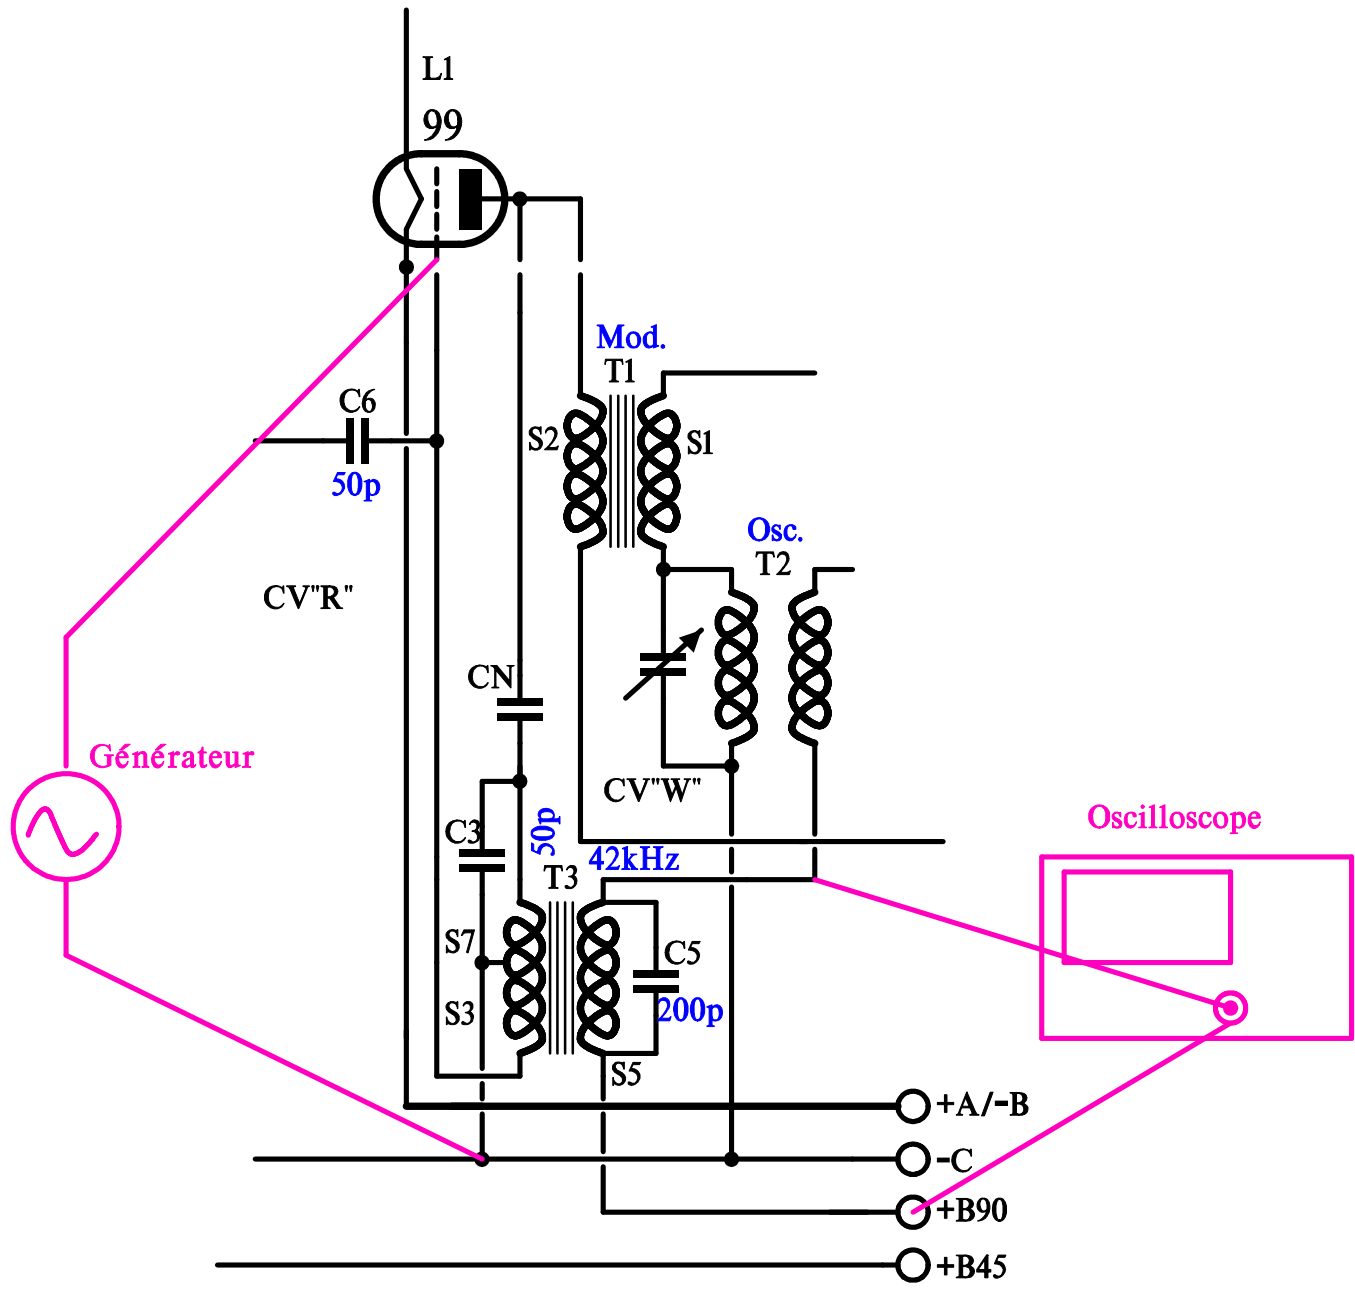 L1
99
Mod.
T1
C6
S2
S1
50p
Osc.
T2
CV"R"
CN
Générateur
CV"W"
Oscilloscope
C3
50p
42kHz
T3
S7
C5
S3
200p
S5
+A/-B
-C
+B90
+B45